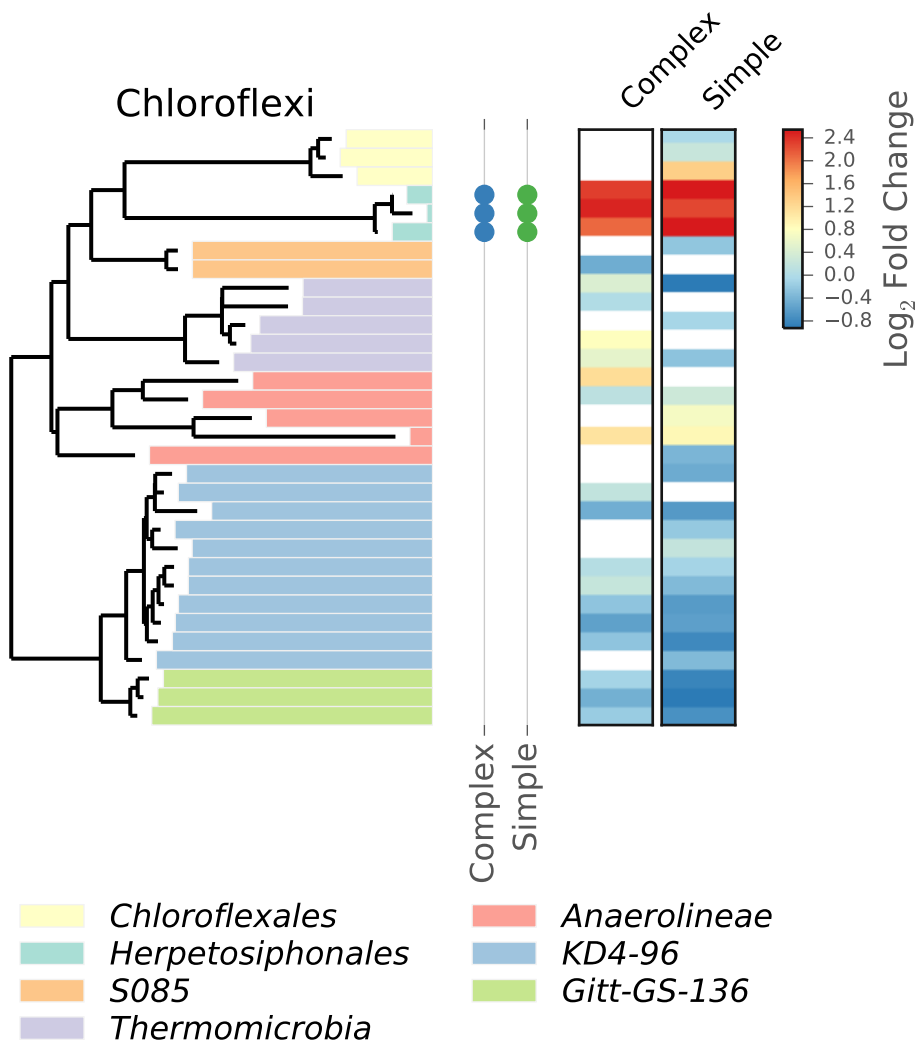 Complex
Simple
Chloroflexi
2.4
2.0
1.6
1.2
0.8
0.4
0.0
−0.4
−0.8
Log₂ Fold Change
Complex
Simple
Chloroflexales
Herpetosiphonales
S085
Thermomicrobia
Anaerolineae
KD4-96
Gitt-GS-136